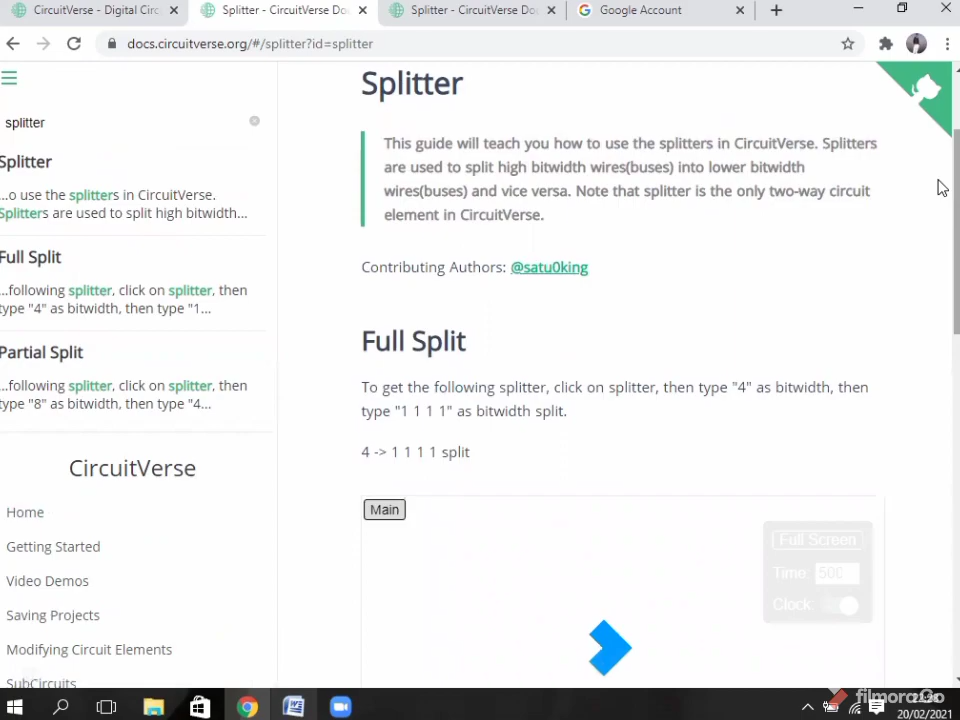 CircuitVerse - Digital Circ
Splitter - CircuitVerse Do
Splitter - CircuitVerse Do
Google Account
docs.circuitverse.org/#/splitter?id=splitter
splitter
Splitter
...o use the splitters in CircuitVerse.
Splitters are used to split high bitwidth...
Full Split
...following splitter, click on splitter, then
type "4" as bitwidth, then type "1...
Partial Split
...following splitter, click on splitter, then
type "8" as bitwidth, then type "4...
CircuitVerse
Home
Getting Started
Video Demos
Saving Projects
Modifying Circuit Elements
SubCircuits
Splitter
This guide will teach you how to use the splitters in CircuitVerse. Splitters
are used to split high bitwidth wires(buses) into lower bitwidth
wires(buses) and vice versa. Note that splitter is the only two-way circuit
element in CircuitVerse.
Contributing Authors: @satu0king
Full Split
To get the following splitter, click on splitter, then type "4" as bitwidth, then
type "1 1 1 1" as bitwidth split.
4 -> 1 1 1 1 split
Main
Full Screen
Time: 500
Clock:
filmoraGo
20/02/2021